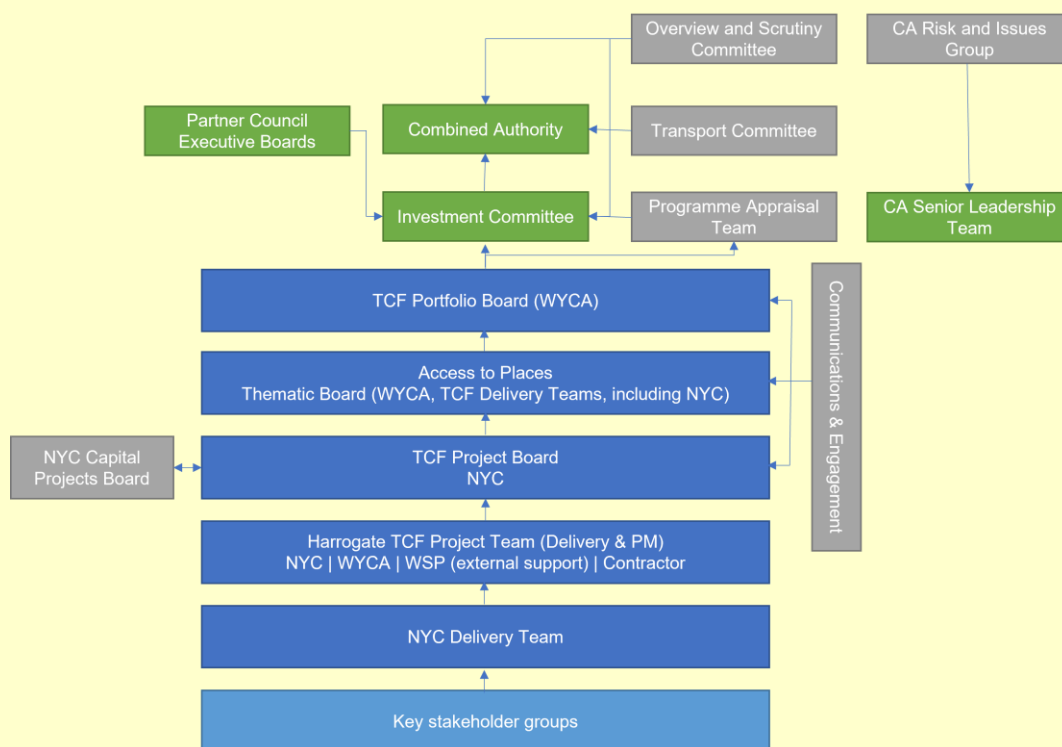 Overview and Scrutiny
Committee
CA Risk and Issues
Group
Partner Council
Executive Boards
Combined Authority
Transport Committee
Investment Committee
Programme Appraisal
Team
CA Senior Leadership
Team
TCF Portfolio Board (WYCA)
Communications & Engagement
Access to Places
Thematic Board (WYCA, TCF Delivery Teams, including NYC)
NYC Capital
Projects Board
TCF Project Board
NYC
Harrogate TCF Project Team (Delivery & PM)
NYC | WYCA | WSP (external support) | Contractor
NYC Delivery Team
Key stakeholder groups